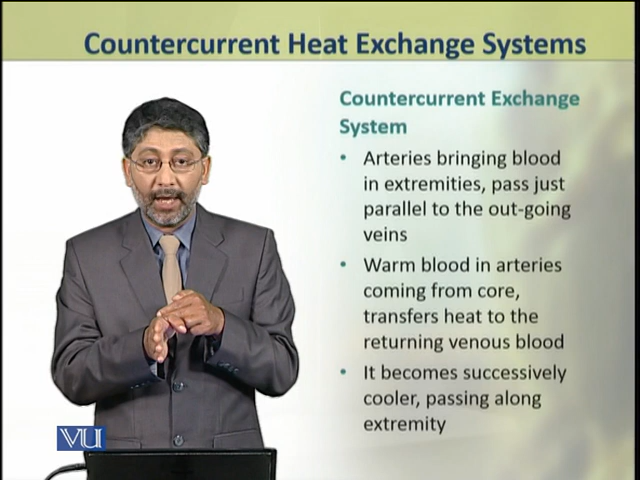 Countercurrent Heat Exchange Systems
Countercurrent Exchange
System
• Arteries bringing blood
in extremities, pass just
parallel to the out-going
veins
• Warm blood in arteries
coming from core,
transfers heat to the
returning venous blood
• It becomes successively
cooler, passing along
extremity
VU